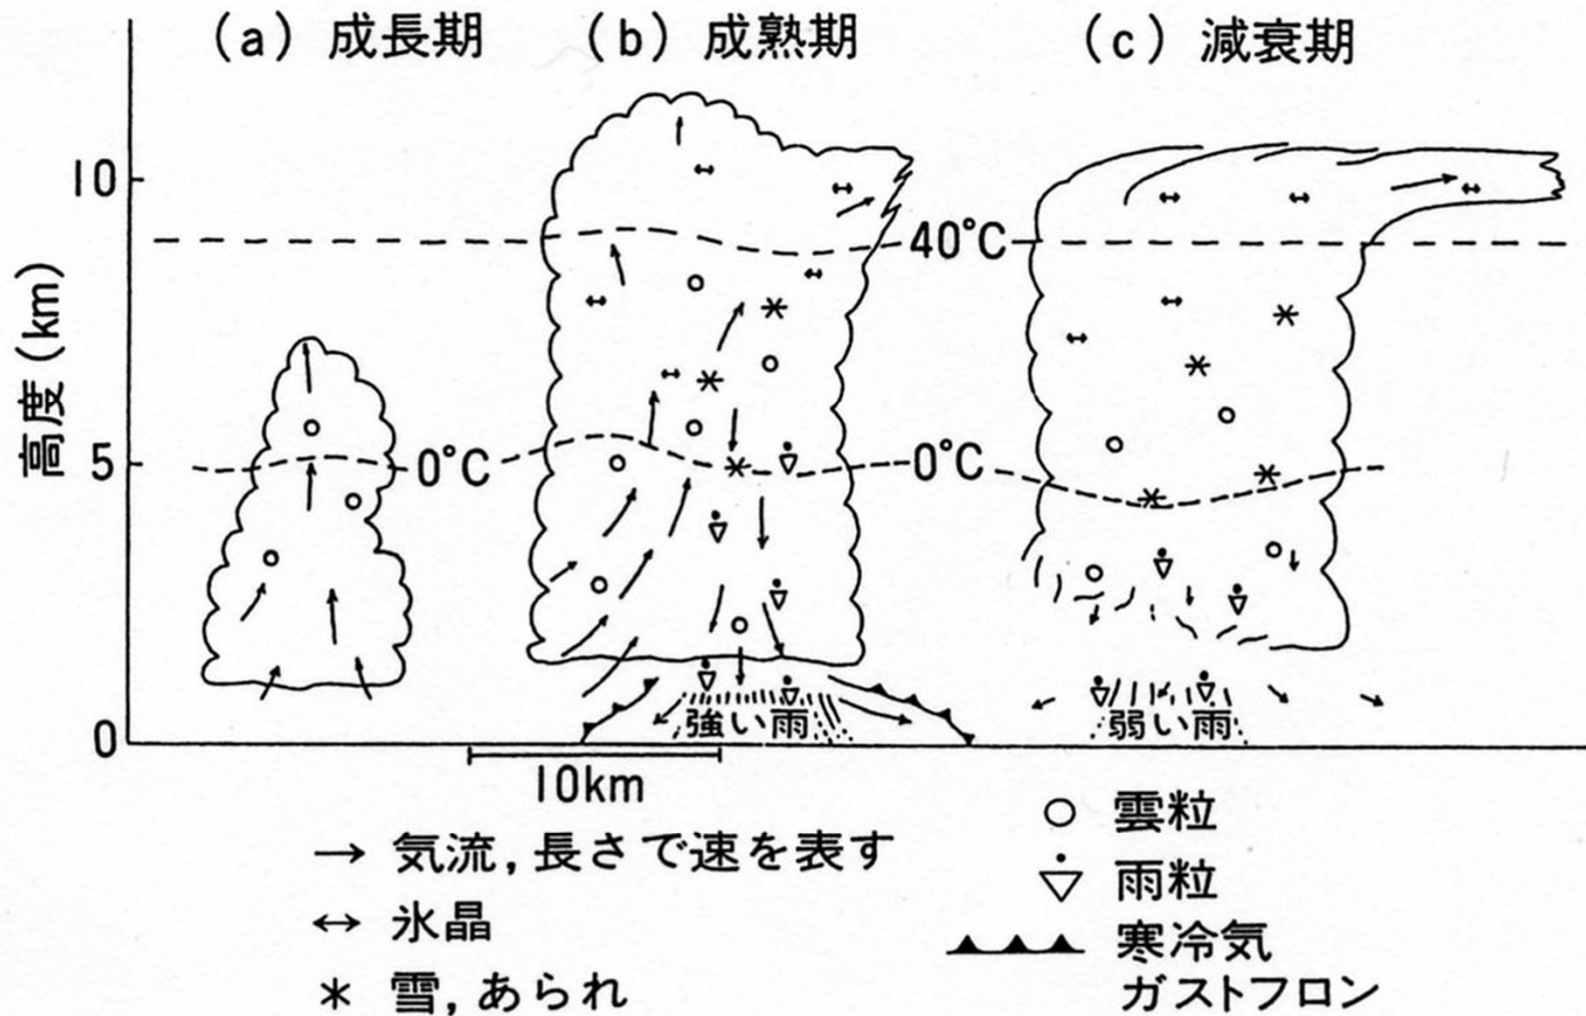 (a) 成長期
(b) 成熟期
(c) 減衰期
10
40°C
高度 (km)
5
0°C
0°C
0
強い雨
弱い雨
10km
→ 気流,長さで速を表す
↔ 氷晶
* 雪,あられ
雲粒
雨粒
寒冷気
ガストフロン